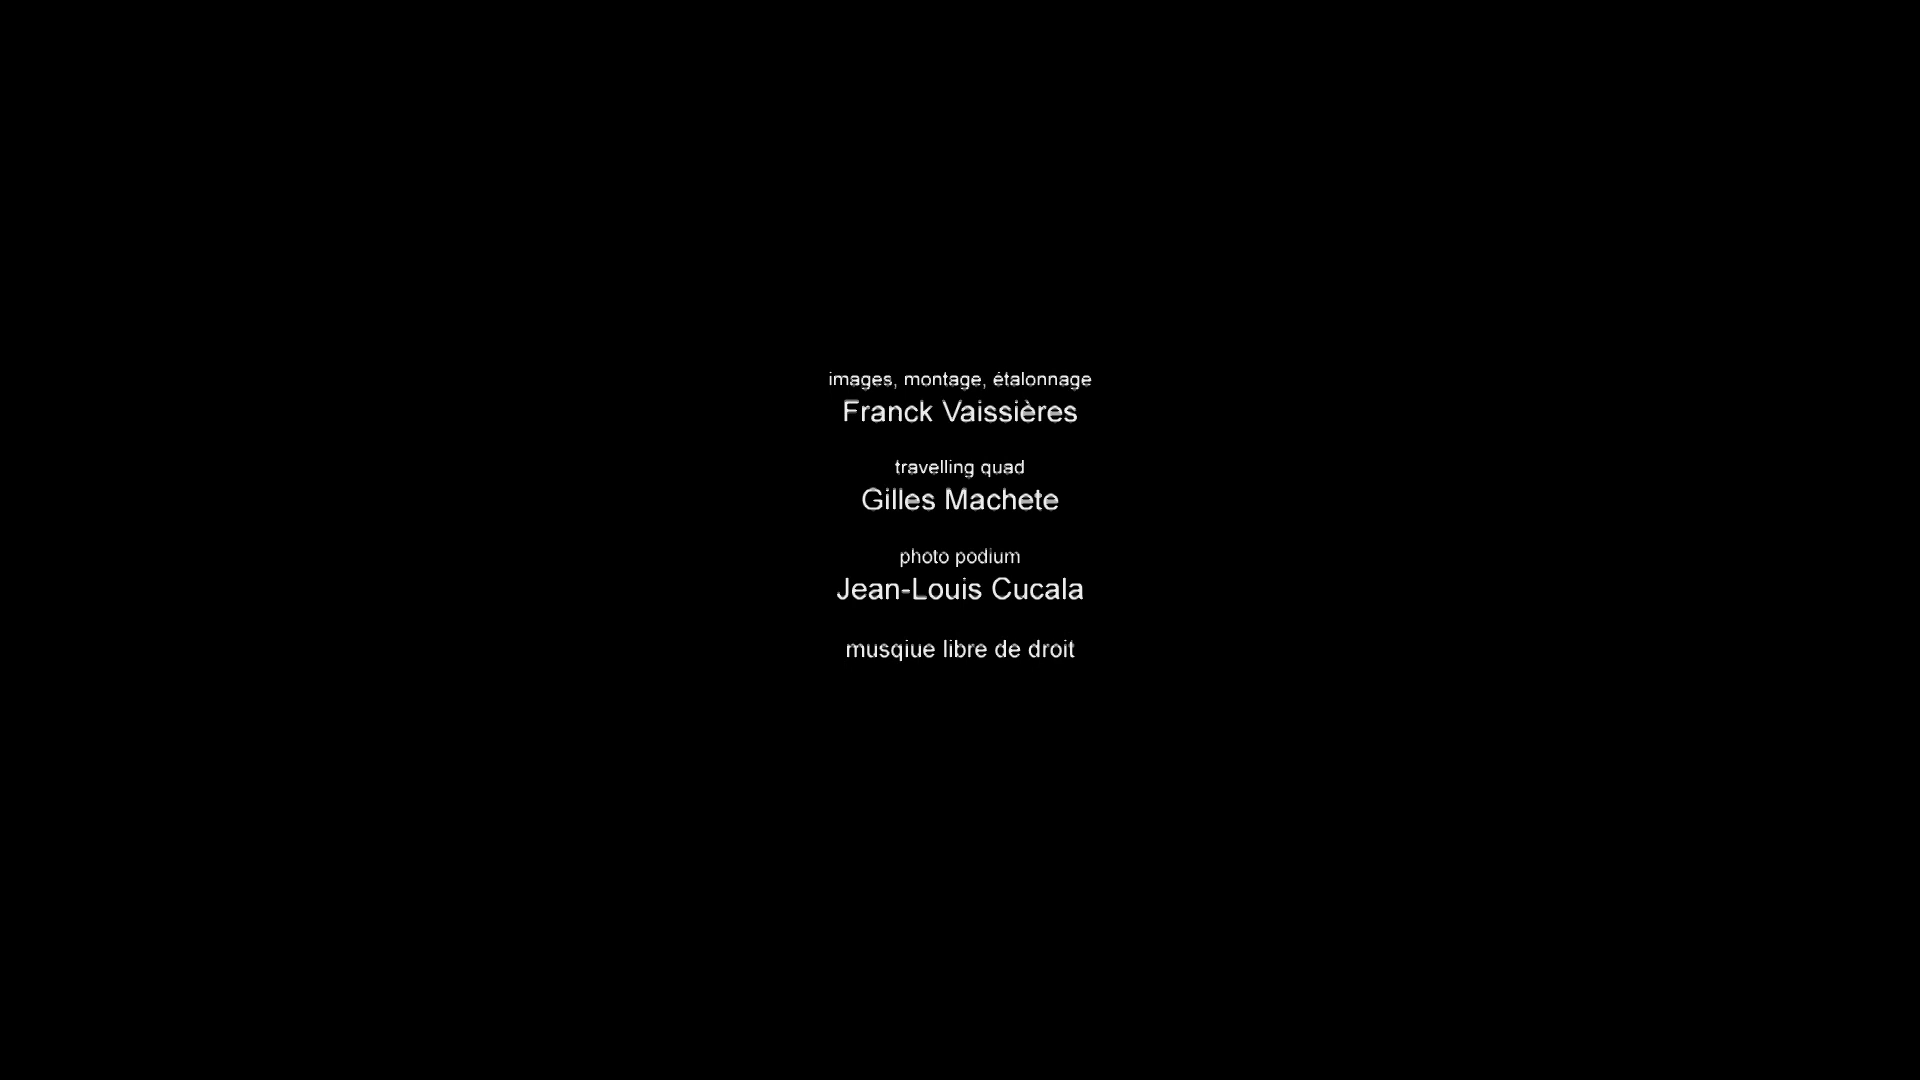 images, montage, étalonnage
Franck Vaissières
travelling quad
Gilles Machete
photo podium
Jean-Louis Cucala
musqiue libre de droit